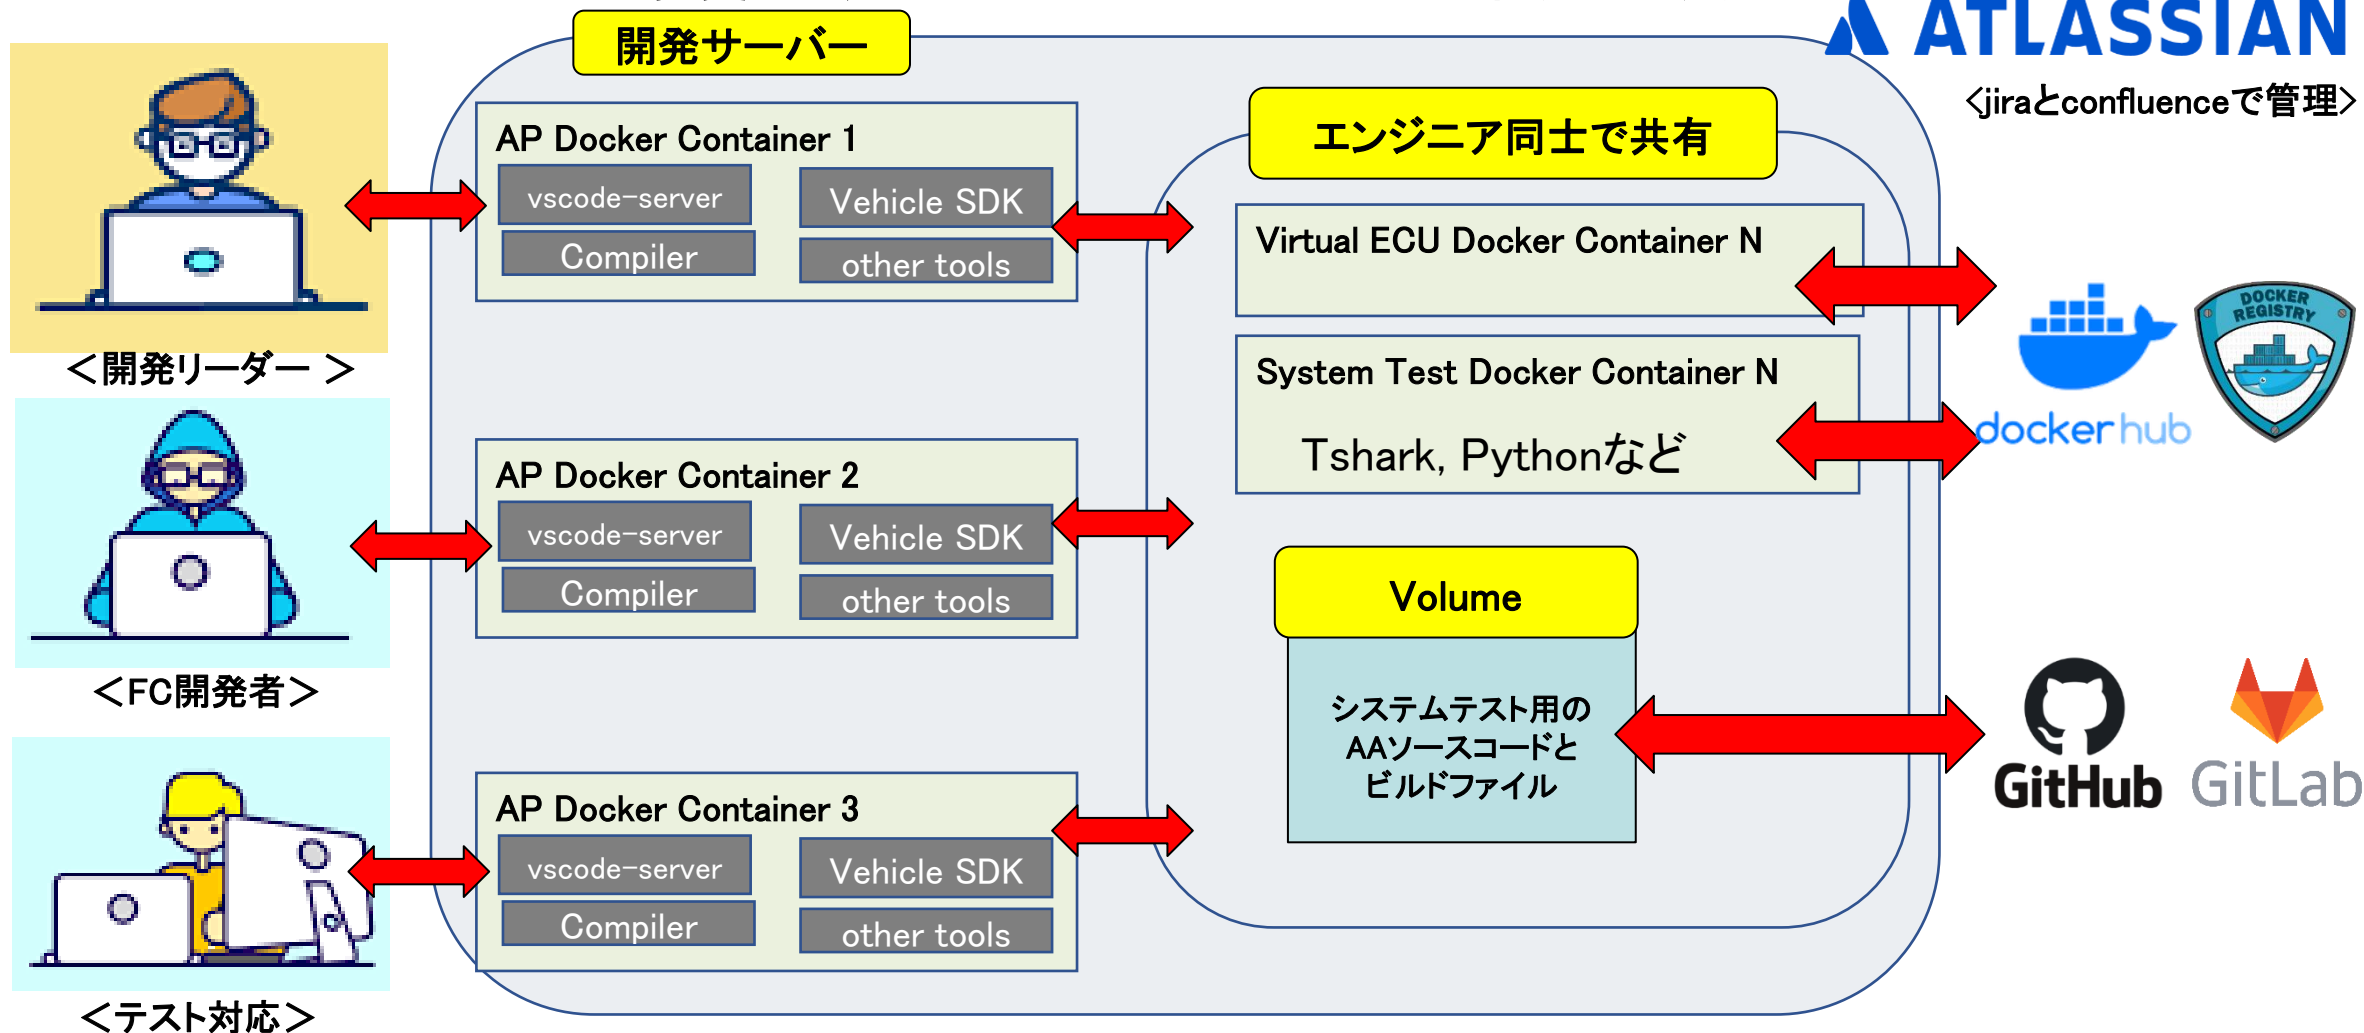 開発サーバー
ATLASSIAN
<jiraとconfluenceで管理>
AP Docker Container 1
vscode-server
Vehicle SDK
Compiler
other tools
エンジニア同士で共有
Virtual ECU Docker Container N
System Test Docker Container N
Tshark, Pythonなど
dockerhub
DOCKER
REGISTRY
＜開発リーダー ＞
AP Docker Container 2
vscode-server
Vehicle SDK
Compiler
other tools
Volume
システムテスト用の
AAソースコードと
ビルドファイル
GitHub
GitLab
＜FC開発者＞
AP Docker Container 3
vscode-server
Vehicle SDK
Compiler
other tools
＜テスト対応＞